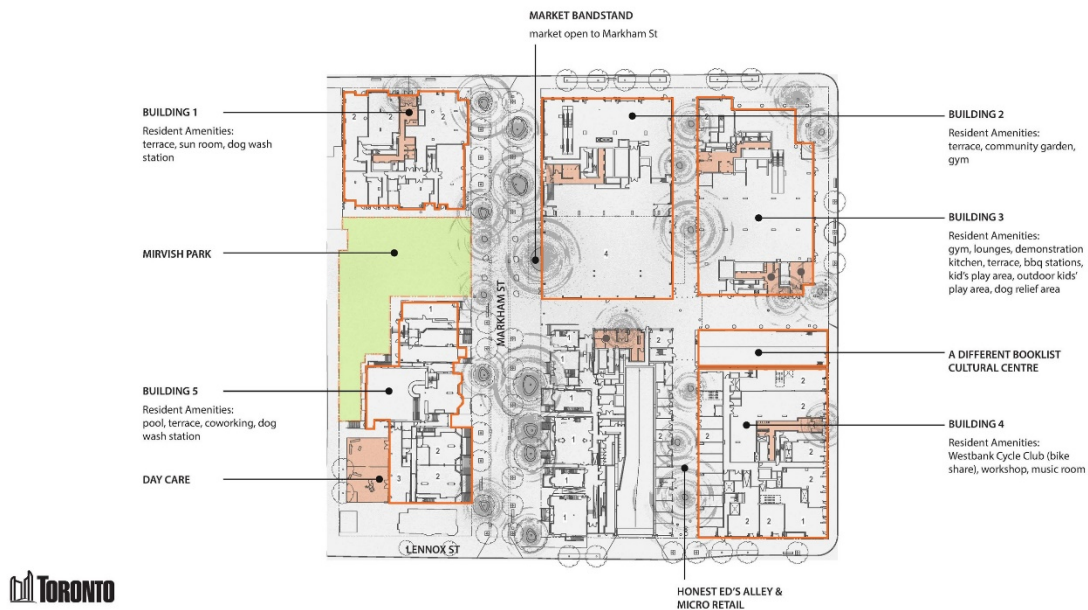 MARKET BANDSTAND
market open to Markham St
BUILDING 1
Resident Amenities:
terrace, sun room, dog wash
station
MIRVISH PARK
BUILDING 5
Resident Amenities:
pool, terrace, coworking, dog
wash station
DAY CARE
MARKHAM ST
LENNOX ST
BUILDING 2
Resident Amenities:
terrace, community garden,
gym
BUILDING 3
Resident Amenities:
gym, lounges, demonstration
kitchen, terrace, bbq stations,
kid's play area, outdoor kids'
play area, dog relief area
A DIFFERENT BOOKLIST
CULTURAL CENTRE
BUILDING 4
Resident Amenities:
Westbank Cycle Club (bike
share), workshop, music room
HONEST ED'S ALLEY &
MICRO RETAIL
TORONTO